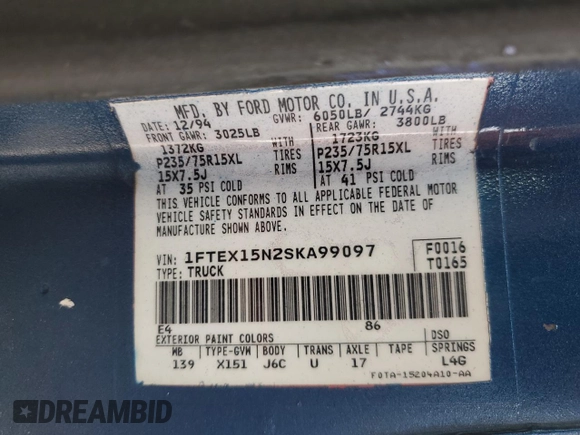 MFD. BY FORD MOTOR CO. IN U.S.A.
DATE: 12/94 GVWR: 6050LB/ 2744KG
FRONT GAWR: 3025LB REAR GAWR: 3800LB
1372KG WITH 1723KG WITH
P235/75R15XL TIRES P235/75R15XL TIRES
15X7.5J RIMS 15X7.5J RIMS
AT 35 PSI COLD AT 41 PSI COLD
THIS VEHICLE CONFORMS TO ALL APPLICABLE FEDERAL MOTOR
VEHICLE SAFETY STANDARDS IN EFFECT ON THE DATE OF
MANUFACTURE SHOWN ABOVE.
VIN: 1FTEX15N2SKA99097 F0016
TYPE: TRUCK T0165
E4 86
EXTERIOR PAINT COLORS DSO
MB TYPE-GVM BODY TRANS AXLE TAPE SPRINGS
139 X151 J6C U 17 L4G
F0TA-15204A10-AA
DREAMBID